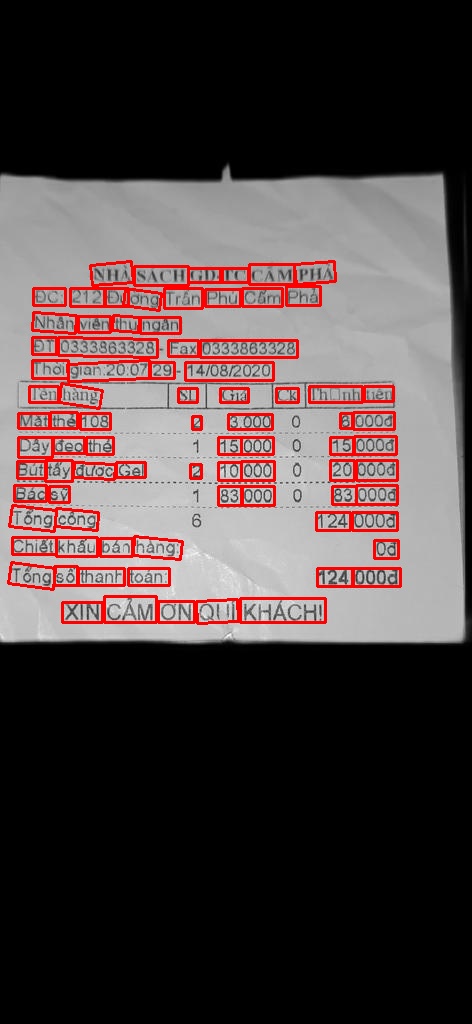 NHÀ SÁCH GD.TC CẨM PHẢ
ĐC: 212 Đường Trần Phú Cẩm Phả
Nhân viên thu ngân
ĐT 0333863328 - Fax 0333863328
Thời gian:20:07:29 - 14/08/2020
Tên hàng SL Giá Ck Th□nh tiền
Mặt thẻ 108 3.000 0 000đ
Dây đeo thẻ 1 15 000 0 15 000đ
Bút tẩy được Gel 2 10 000 0 20 000đ
Bác sỹ 1 83 000 0 83 000đ
Tổng cộng 6 124 000đ
Chiết khấu bán hàng: 0đ
Tổng số thanh toán: 124 000đ
XIN CẢM ƠN QUÍ KHÁCH!